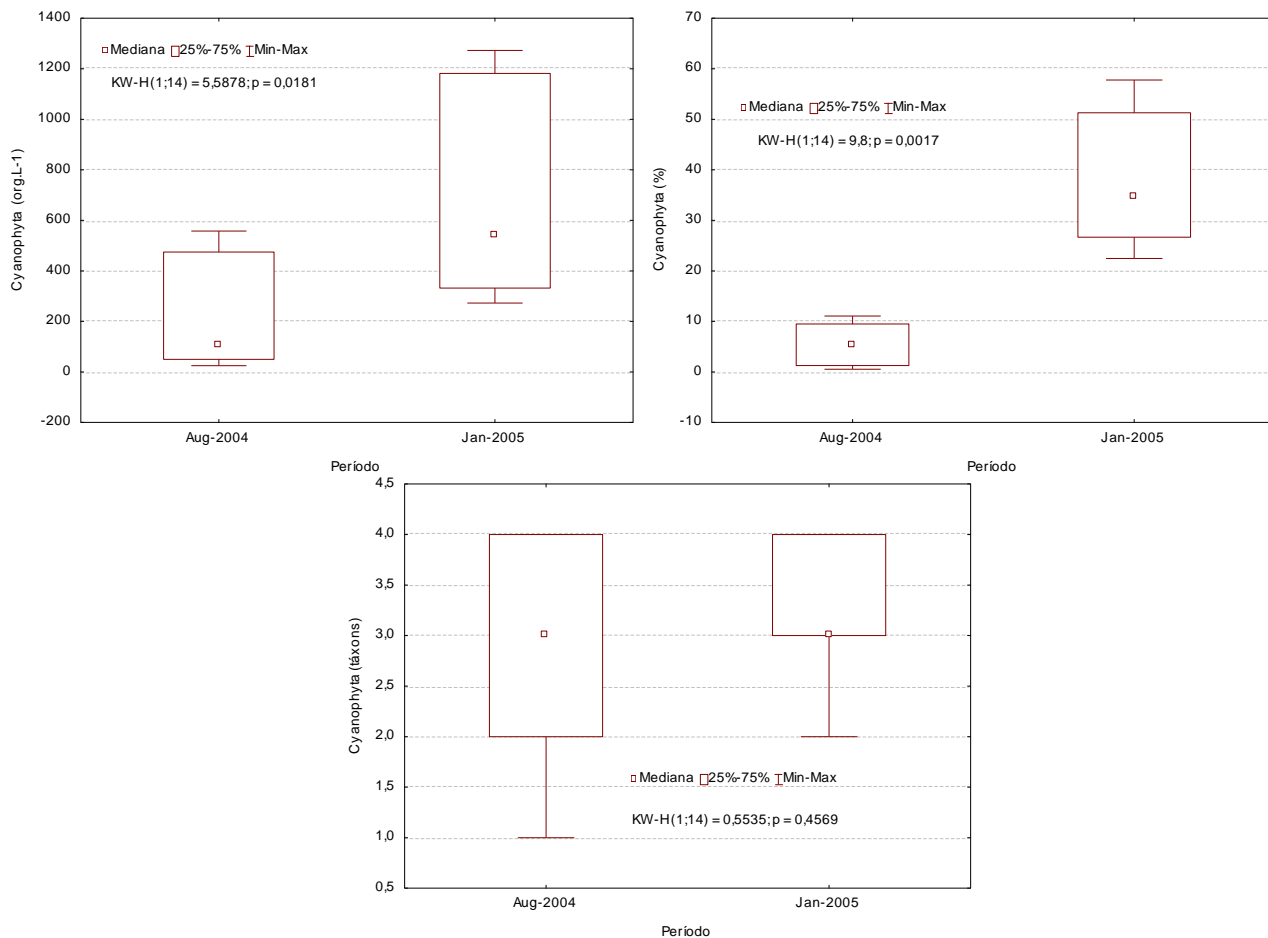 1400
1200
1000
800
600
400
200
0
-200
Cyanophyta (org.L-1)
Mediana 25%-75% Min-Max
KW-H(1;14) = 5,5878; p = 0,0181
Aug-2004 Jan-2005
Período
70
60
50
40
30
20
10
0
-10
Cyanophyta (%)
Mediana 25%-75% Min-Max
KW-H(1;14) = 9,8; p = 0,0017
Aug-2004 Jan-2005
Período
4,5
4,0
3,5
3,0
2,5
2,0
1,5
1,0
0,5
Cyanophyta (táxons)
Mediana 25%-75% Min-Max
KW-H(1;14) = 0,5535; p = 0,4569
Aug-2004 Jan-2005
Período